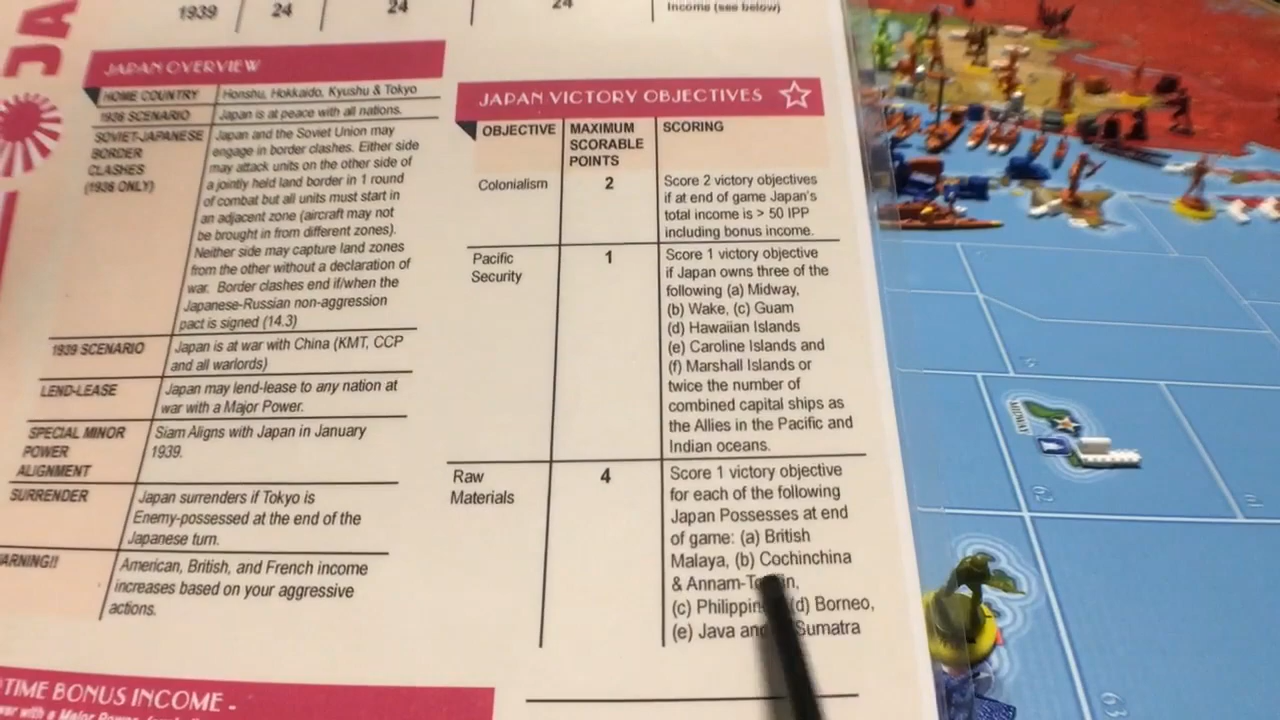 JA
1939 24 24 24 Income (see below)
JAPAN OVERVIEW
HOME COUNTRY Honshu, Hokkaido, Kyushu & Tokyo
1936 SCENARIO Japan is at peace with all nations.
SOVIET-JAPANESE BORDER CLASHES (1936 ONLY)
Japan and the Soviet Union may
engage in border clashes. Either side
may attack units on the other side of
a jointly held land border in 1 round
of combat but all units must start in
an adjacent zone (aircraft may not
be brought in from different zones).
Neither side may capture land zones
from the other without a declaration of
war. Border clashes end if/when the
Japanese-Russian non-aggression
pact is signed (14.3)
1939 SCENARIO
Japan is at war with China (KMT, CCP
and all warlords)
LEND-LEASE
Japan may lend-lease to any nation at
war with a Major Power.
SPECIAL MINOR
POWER
ALIGNMENT
Siam Aligns with Japan in January
1939.
SURRENDER
Japan surrenders if Tokyo is
Enemy-possessed at the end of the
Japanese turn.
ARNING!!
American, British, and French income
increases based on your aggressive
actions.
TIME BONUS INCOME -
JAPAN VICTORY OBJECTIVES
OBJECTIVE
MAXIMUM
SCORABLE
POINTS
SCORING
Colonialism
2
Score 2 victory objectives
if at end of game Japan's
total income is > 50 IPP
including bonus income.
Pacific
Security
1
Score 1 victory objective
if Japan owns three of the
following (a) Midway,
(b) Wake, (c) Guam
(d) Hawaiian Islands
(e) Caroline Islands and
(f) Marshall Islands or
twice the number of
combined capital ships as
the Allies in the Pacific and
Indian oceans.
Raw
Materials
4
Score 1 victory objective
for each of the following
Japan Possesses at end
of game: (a) British
Malaya, (b) Cochinchina
& Annam-
(c) (d) Borneo,
(e) Java and Sumatra
MIDWAY
62
61
63